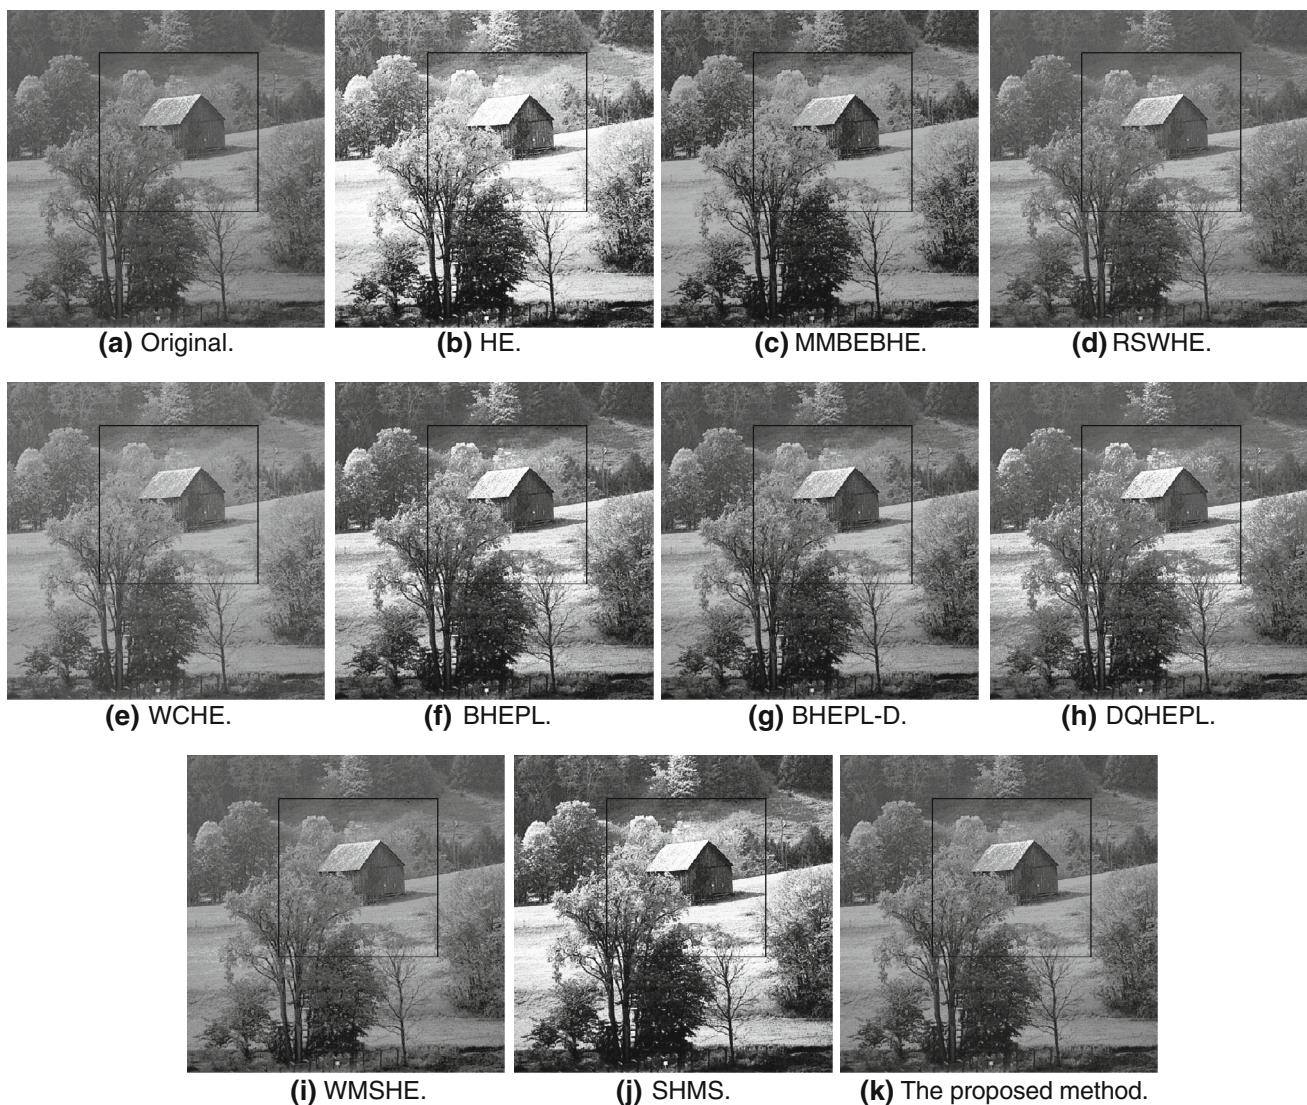 (a) Original.
(b) HE.
(c) MMBEBHE.
(d) RSWHE.
(e) WCHE.
(f) BHEPL.
(g) BHEPL-D.
(h) DQHEPL.
(i) WMSHE.
(j) SHMS.
(k) The proposed method.